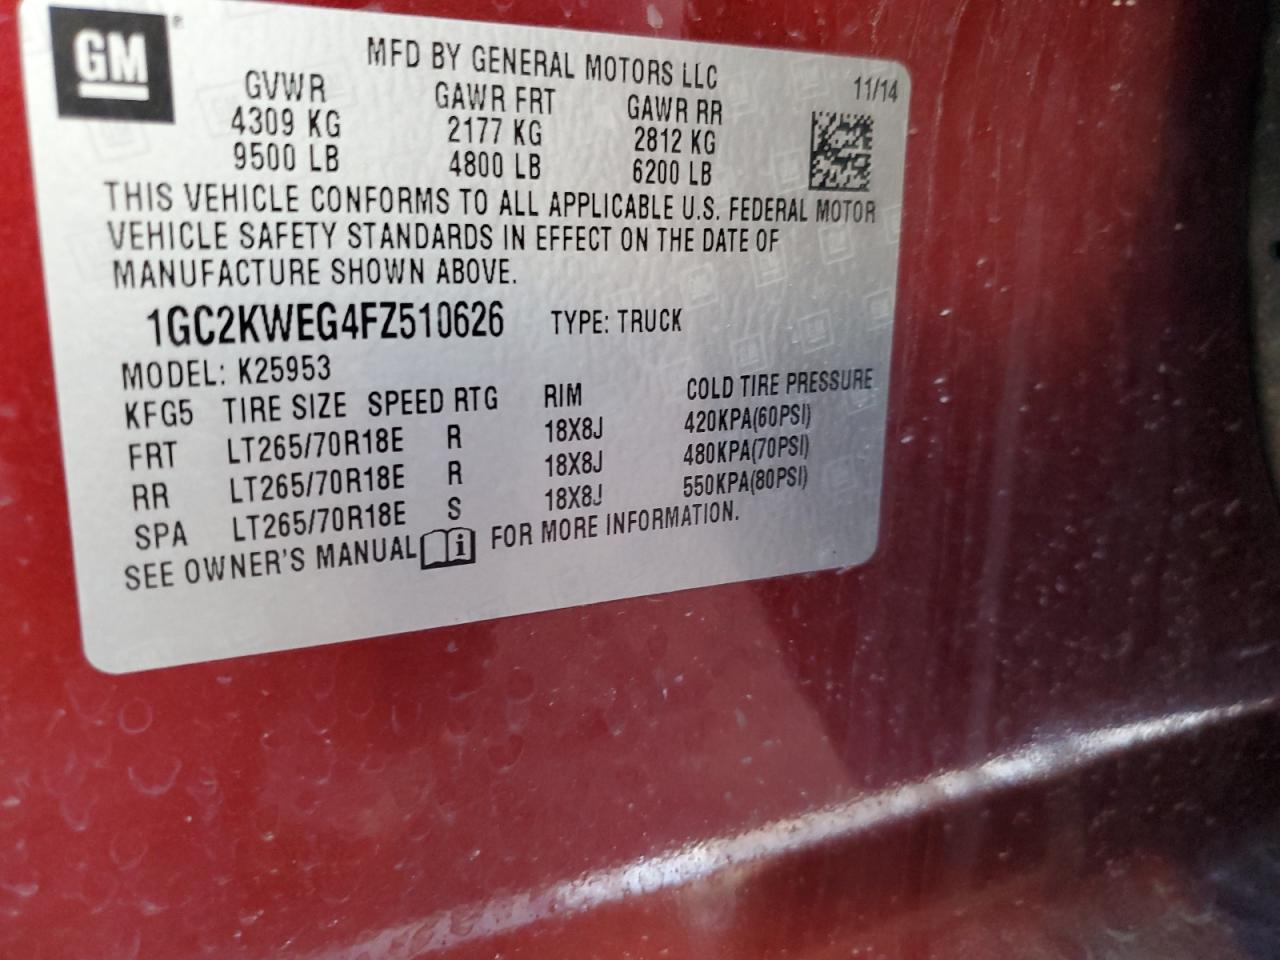 GM®
MFD BY GENERAL MOTORS LLC
11/14
GVWR GAWR FRT GAWR RR
4309 KG 2177 KG 2812 KG
9500 LB 4800 LB 6200 LB
THIS VEHICLE CONFORMS TO ALL APPLICABLE U.S. FEDERAL MOTOR
VEHICLE SAFETY STANDARDS IN EFFECT ON THE DATE OF
MANUFACTURE SHOWN ABOVE.
1GC2KWEG4FZ510626 TYPE: TRUCK
MODEL: K25953
KFG5 TIRE SIZE SPEED RTG RIM COLD TIRE PRESSURE
FRT LT265/70R18E R 18X8J 420KPA(60PSI)
RR LT265/70R18E R 18X8J 480KPA(70PSI)
SPA LT265/70R18E S 18X8J 550KPA(80PSI)
SEE OWNER'S MANUAL i FOR MORE INFORMATION.